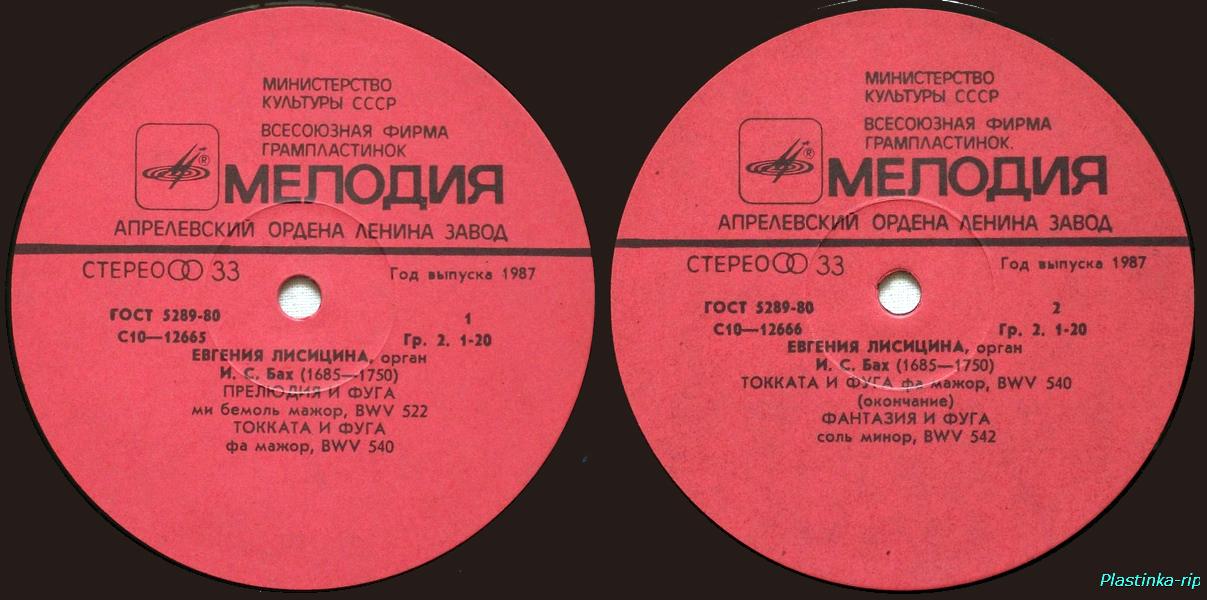 МИНИСТЕРСТВО
КУЛЬТУРЫ СССР
ВСЕСОЮЗНАЯ ФИРМА
ГРАМПЛАСТИНОК
®
МЕЛОДИЯ
АПРЕЛЕВСКИЙ ОРДЕНА ЛЕНИНА ЗАВОД
СТЕРЕО 33
Год выпуска 1987
ГОСТ 5289-80
1
С10—12665
Гр. 2. 1-20
ЕВГЕНИЯ ЛИСИЦИНА, орган
И. С. Бах (1685—1750)
ПРЕЛЮДИЯ И ФУГА
ми бемоль мажор, BWV 522
ТОККАТА И ФУГА
фа мажор, BWV 540
МИНИСТЕРСТВО
КУЛЬТУРЫ СССР
ВСЕСОЮЗНАЯ ФИРМА
ГРАМПЛАСТИНОК.
®
МЕЛОДИЯ
АПРЕЛЕВСКИЙ ОРДЕНА ЛЕНИНА ЗАВОД
СТЕРЕО 33
Год выпуска 1987
ГОСТ 5289-80
2
С10—12666
Гр. 2. 1-20
ЕВГЕНИЯ ЛИСИЦИНА, орган
И. С. Бах (1685—1750)
ТОККАТА И ФУГА фа мажор, BWV 540
(окончание)
ФАНТАЗИЯ И ФУГА
соль минор, BWV 542
Plastinka-rip